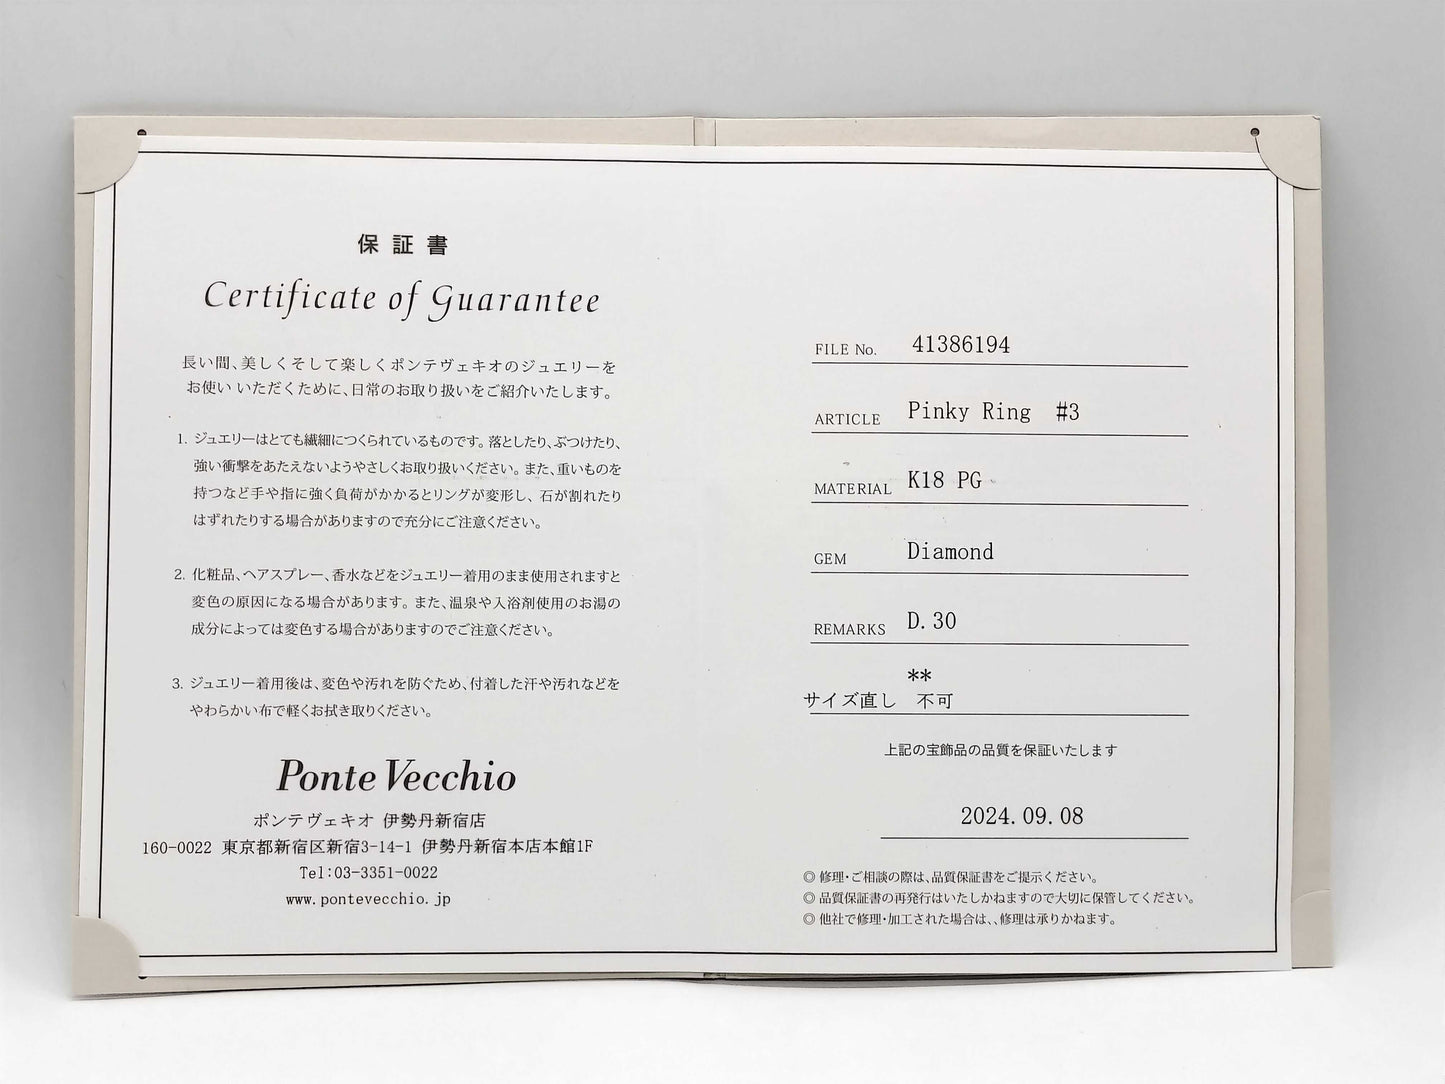 保証書
Certificate of Guarantee
長い間、美しくそして楽しくポンテヴェキオのジュエリーを
お使い いただくために、日常のお取り扱いをご紹介いたします。
1. ジュエリーはとても繊細につくられているものです。落としたり、ぶつけたり、
強い衝撃をあたえないようやさしくお取り扱いください。また、重いものを
持つなど手や指に強く負荷がかかるとリングが変形し、石が割れたり
はずれたりする場合がありますので充分にご注意ください。
2. 化粧品、ヘアスプレー、香水などをジュエリー着用のまま使用されますと
変色の原因になる場合があります。また、温泉や入浴剤使用のお湯の
成分によっては変色する場合がありますのでご注意ください。
3. ジュエリー着用後は、変色や汚れを防ぐため、付着した汗や汚れなどを
やわらかい布で軽くお拭き取りください。
Ponte Vecchio
ポンテヴェキオ 伊勢丹新宿店
160-0022 東京都新宿区新宿3-14-1 伊勢丹新宿本店本館1F
Tel:03-3351-0022
www.pontevecchio.jp
FILE No. 41386194
ARTICLE Pinky Ring #3
MATERIAL K18 PG
GEM Diamond
REMARKS D.30
**
サイズ直し 不可
上記の宝飾品の品質を保証いたします
2024.09.08
◎ 修理・ご相談の際は、品質保証書をご提示ください。
◎ 品質保証書の再発行はいたしかねますので大切に保管してください。
◎ 他社で修理・加工された場合は、、修理は承りかねます。